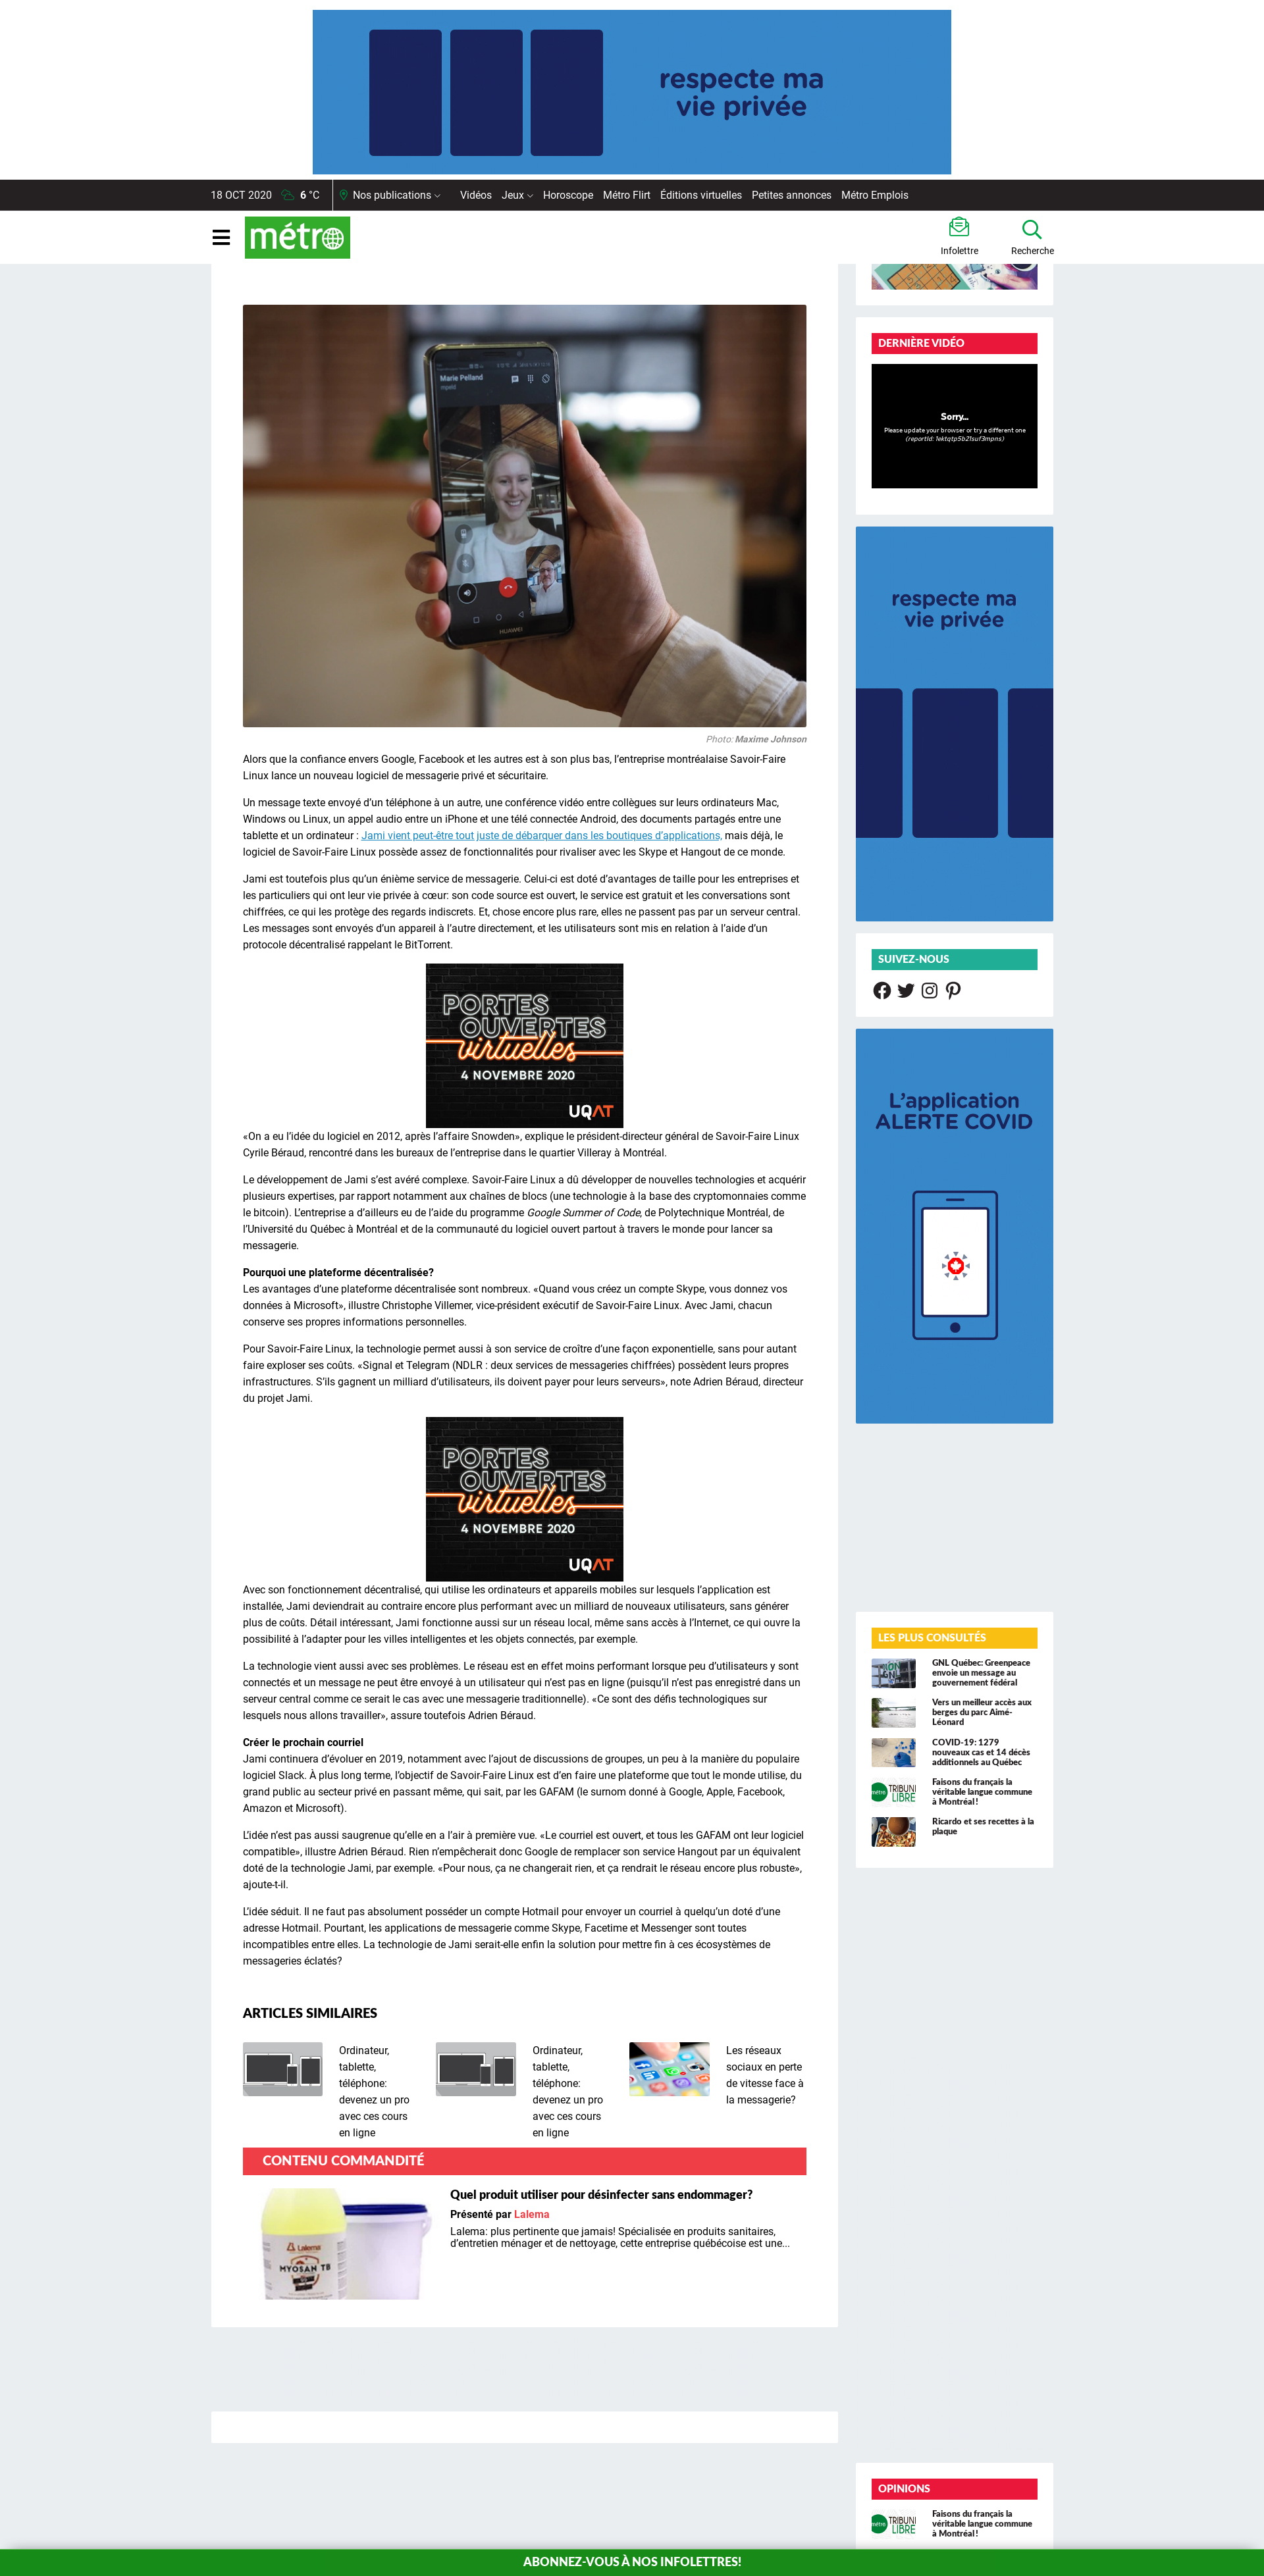 respecte ma
vie privée
18 OCT 2020 6 °C Nos publications Vidéos Jeux Horoscope Métro Flirt Éditions virtuelles Petites annonces Métro Emplois
métro
Infolettre
Recherche
Marie Pelland
HUAWEI
Photo: Maxime Johnson
Alors que la confiance envers Google, Facebook et les autres est à son plus bas, l’entreprise montréalaise Savoir-Faire
Linux lance un nouveau logiciel de messagerie privé et sécuritaire.
Un message texte envoyé d’un téléphone à un autre, une conférence vidéo entre collègues sur leurs ordinateurs Mac,
Windows ou Linux, un appel audio entre un iPhone et une télé connectée Android, des documents partagés entre une
tablette et un ordinateur : Jami vient peut-être tout juste de débarquer dans les boutiques d’applications, mais déjà, le
logiciel de Savoir-Faire Linux possède assez de fonctionnalités pour rivaliser avec les Skype et Hangout de ce monde.
Jami est toutefois plus qu’un énième service de messagerie. Celui-ci est doté d’avantages de taille pour les entreprises et
les particuliers qui ont leur vie privée à cœur: son code source est ouvert, le service est gratuit et les conversations sont
chiffrées, ce qui les protège des regards indiscrets. Et, chose encore plus rare, elles ne passent pas par un serveur central.
Les messages sont envoyés d’un appareil à l’autre directement, et les utilisateurs sont mis en relation à l’aide d’un
protocole décentralisé rappelant le BitTorrent.
PORTES
OUVERTES
virtuelles
4 NOVEMBRE 2020
UQAT
«On a eu l’idée du logiciel en 2012, après l’affaire Snowden», explique le président-directeur général de Savoir-Faire Linux
Cyrile Béraud, rencontré dans les bureaux de l’entreprise dans le quartier Villeray à Montréal.
Le développement de Jami s’est avéré complexe. Savoir-Faire Linux a dû développer de nouvelles technologies et acquérir
plusieurs expertises, par rapport notamment aux chaînes de blocs (une technologie à la base des cryptomonnaies comme
le bitcoin). L’entreprise a d’ailleurs eu de l’aide du programme Google Summer of Code, de Polytechnique Montréal, de
l’Université du Québec à Montréal et de la communauté du logiciel ouvert partout à travers le monde pour lancer sa
messagerie.
Pourquoi une plateforme décentralisée?
Les avantages d’une plateforme décentralisée sont nombreux. «Quand vous créez un compte Skype, vous donnez vos
données à Microsoft», illustre Christophe Villemer, vice-président exécutif de Savoir-Faire Linux. Avec Jami, chacun
conserve ses propres informations personnelles.
Pour Savoir-Faire Linux, la technologie permet aussi à son service de croître d’une façon exponentielle, sans pour autant
faire exploser ses coûts. «Signal et Telegram (NDLR : deux services de messageries chiffrées) possèdent leurs propres
infrastructures. S’ils gagnent un milliard d’utilisateurs, ils doivent payer pour leurs serveurs», note Adrien Béraud, directeur
du projet Jami.
PORTES
OUVERTES
virtuelles
4 NOVEMBRE 2020
UQAT
Avec son fonctionnement décentralisé, qui utilise les ordinateurs et appareils mobiles sur lesquels l’application est
installée, Jami deviendrait au contraire encore plus performant avec un milliard de nouveaux utilisateurs, sans générer
plus de coûts. Détail intéressant, Jami fonctionne aussi sur un réseau local, même sans accès à l’Internet, ce qui ouvre la
possibilité à l’adapter pour les villes intelligentes et les objets connectés, par exemple.
La technologie vient aussi avec ses problèmes. Le réseau est en effet moins performant lorsque peu d’utilisateurs y sont
connectés et un message ne peut être envoyé à un utilisateur qui n’est pas en ligne (puisqu’il n’est pas enregistré dans un
serveur central comme ce serait le cas avec une messagerie traditionnelle). «Ce sont des défis technologiques sur
lesquels nous allons travailler», assure toutefois Adrien Béraud.
Créer le prochain courriel
Jami continuera d’évoluer en 2019, notamment avec l’ajout de discussions de groupes, un peu à la manière du populaire
logiciel Slack. À plus long terme, l’objectif de Savoir-Faire Linux est d’en faire une plateforme que tout le monde utilise, du
grand public au secteur privé en passant même, qui sait, par les GAFAM (le surnom donné à Google, Apple, Facebook,
Amazon et Microsoft).
L’idée n’est pas aussi saugrenue qu’elle en a l’air à première vue. «Le courriel est ouvert, et tous les GAFAM ont leur logiciel
compatible», illustre Adrien Béraud. Rien n’empêcherait donc Google de remplacer son service Hangout par un équivalent
doté de la technologie Jami, par exemple. «Pour nous, ça ne changerait rien, et ça rendrait le réseau encore plus robuste»,
ajoute-t-il.
L’idée séduit. Il ne faut pas absolument posséder un compte Hotmail pour envoyer un courriel à quelqu’un doté d’une
adresse Hotmail. Pourtant, les applications de messagerie comme Skype, Facetime et Messenger sont toutes
incompatibles entre elles. La technologie de Jami serait-elle enfin la solution pour mettre fin à ces écosystèmes de
messageries éclatés?
ARTICLES SIMILAIRES
Ordinateur,
tablette,
téléphone:
devenez un pro
avec ces cours
en ligne
Ordinateur,
tablette,
téléphone:
devenez un pro
avec ces cours
en ligne
Les réseaux
sociaux en perte
de vitesse face à
la messagerie?
CONTENU COMMANDITÉ
Lalema
MYOSAN TB
Quel produit utiliser pour désinfecter sans endommager?
Présenté par Lalema
Lalema: plus pertinente que jamais! Spécialisée en produits sanitaires,
d’entretien ménager et de nettoyage, cette entreprise québécoise est une...
DERNIÈRE VIDÉO
Sorry...
Please update your browser or try a different one
(reportId: 1ektqtp5b21suf3mpns)
respecte ma
vie privée
SUIVEZ-NOUS
L’application
ALERTE COVID
LES PLUS CONSULTÉS
GNL Québec: Greenpeace
envoie un message au
gouvernement fédéral
Vers un meilleur accès aux
berges du parc Aimé-
Léonard
COVID-19: 1279
nouveaux cas et 14 décès
additionnels au Québec
métro TRIBUNE
LIBRE
Faisons du français la
véritable langue commune
à Montréal!
Ricardo et ses recettes à la
plaque
OPINIONS
métro TRIBUNE
LIBRE
Faisons du français la
véritable langue commune
à Montréal!
ABONNEZ-VOUS À NOS INFOLETTRES!